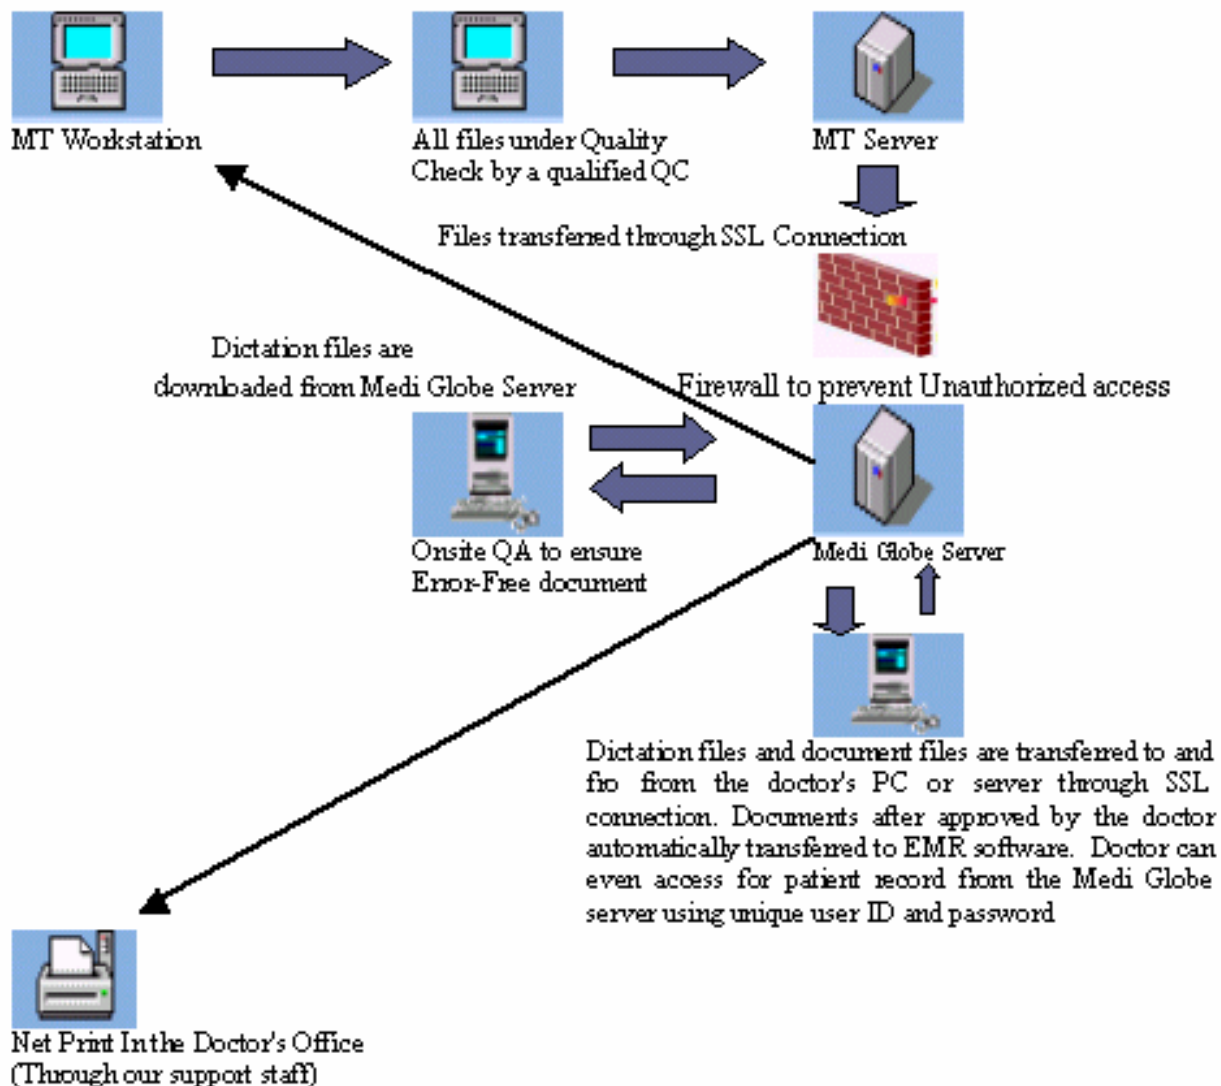 MT Workstation
All files under Quality
Check by a qualified QC
MT Server
Files transferred through SSL Connection
Dictation files are
downloaded from Medi Globe Server
Firewall to prevent Unauthorized access
Onsite QA to ensure
Error-Free document
Medi Globe Server
Dictation files and document files are transferred to and
fro from the doctor's PC or server through SSL
connection. Documents after approved by the doctor
automatically transferred to EMR software. Doctor can
even access for patient record from the Medi Globe
server using unique user ID and password
Net Print In the Doctor's Office
(Through our support staff)